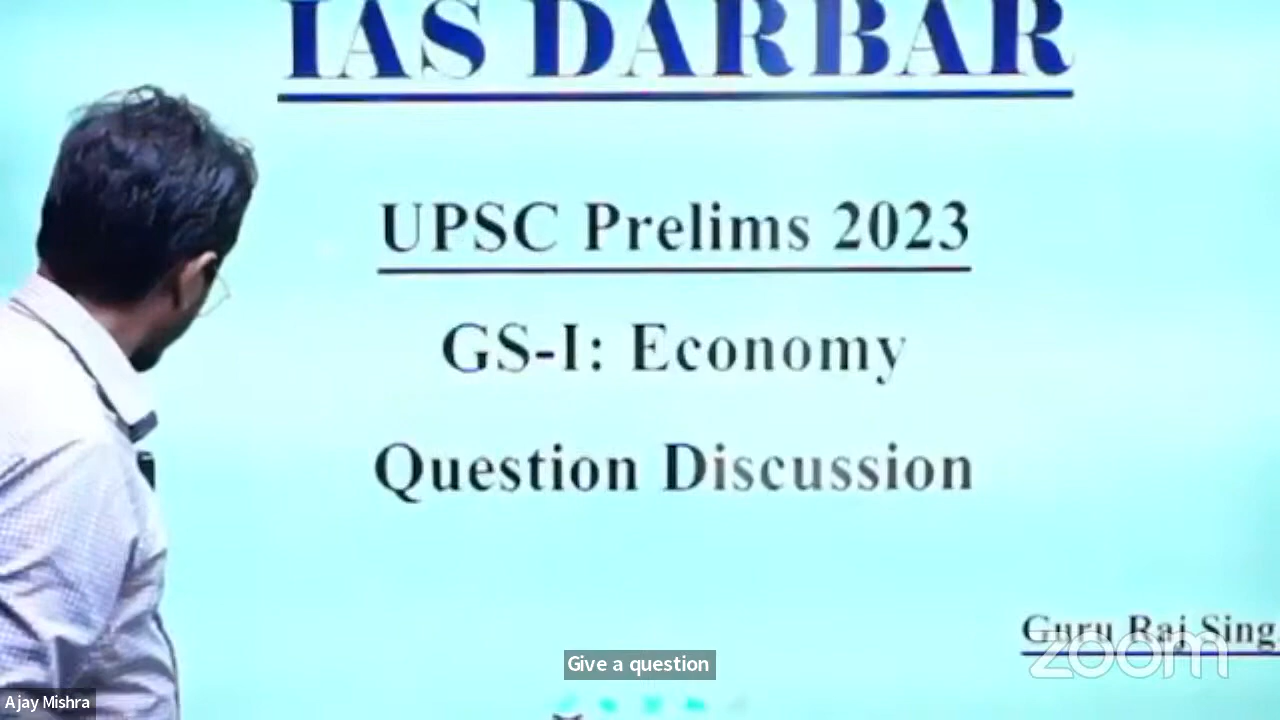 IAS DARBAR
UPSC Prelims 2023
GS-I: Economy
Question Discussion
Guru Raj Sing
zoom
Give a question
Ajay Mishra